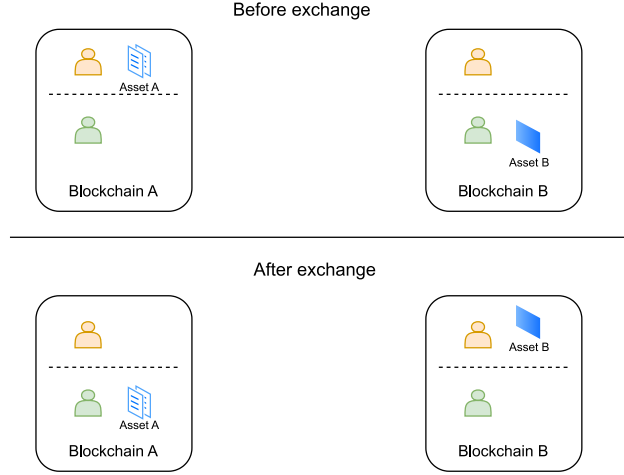 Before exchange
Asset A
Asset B
Blockchain A
Blockchain B
After exchange
Asset B
Asset A
Blockchain A
Blockchain B